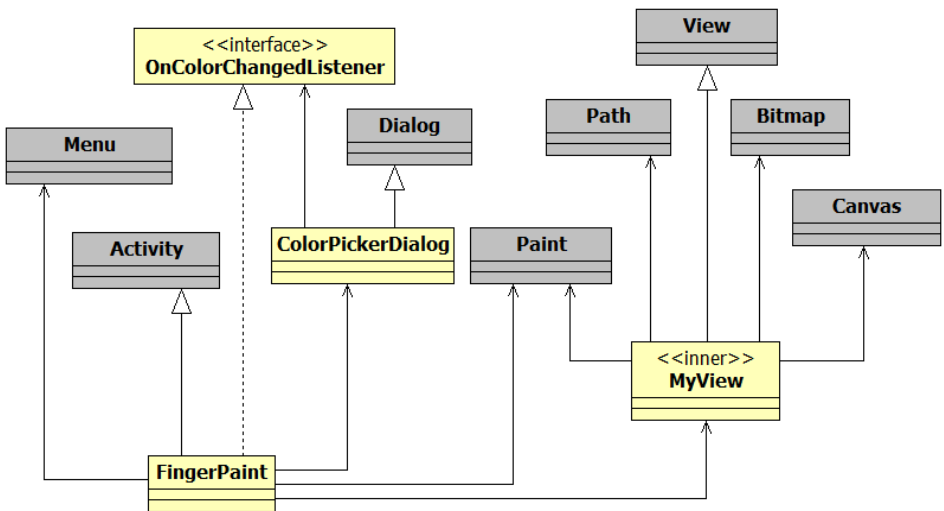 View
<<interface>>
OnColorChangedListener
Path
Bitmap
Dialog
Menu
Canvas
Activity
ColorPickerDialog
Paint
<<inner>>
MyView
FingerPaint